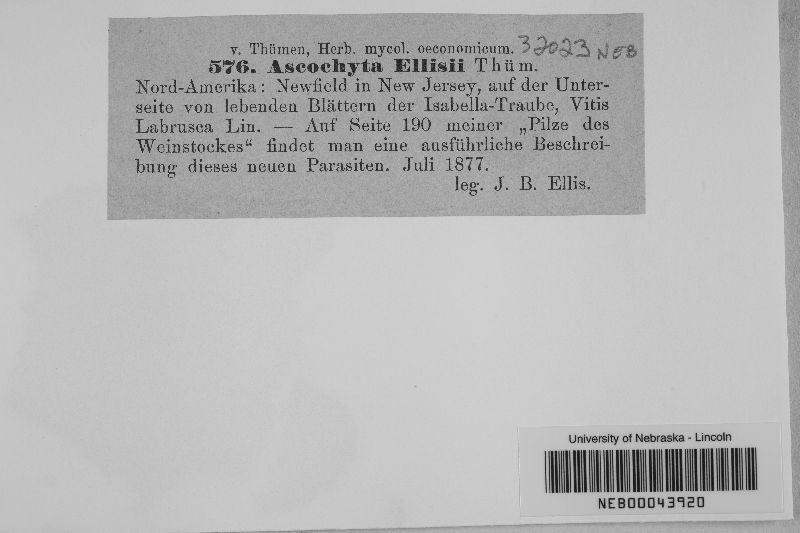 v. Thümen, Herb. mycol. oeconomicum. 32023 NEB
576. Ascochyta Ellisii Thüm.
Nord-Amerika: Newfield in New Jersey, auf der Unter-
seite von lebenden Blättern der Isabella-Traube, Vitis
Labrusca Lin. — Auf Seite 190 meiner „Pilze des
Weinstockes“ findet man eine ausführliche Beschrei-
bung dieses neuen Parasiten. Juli 1877.
leg. J. B. Ellis.
University of Nebraska - Lincoln
NEB00043920